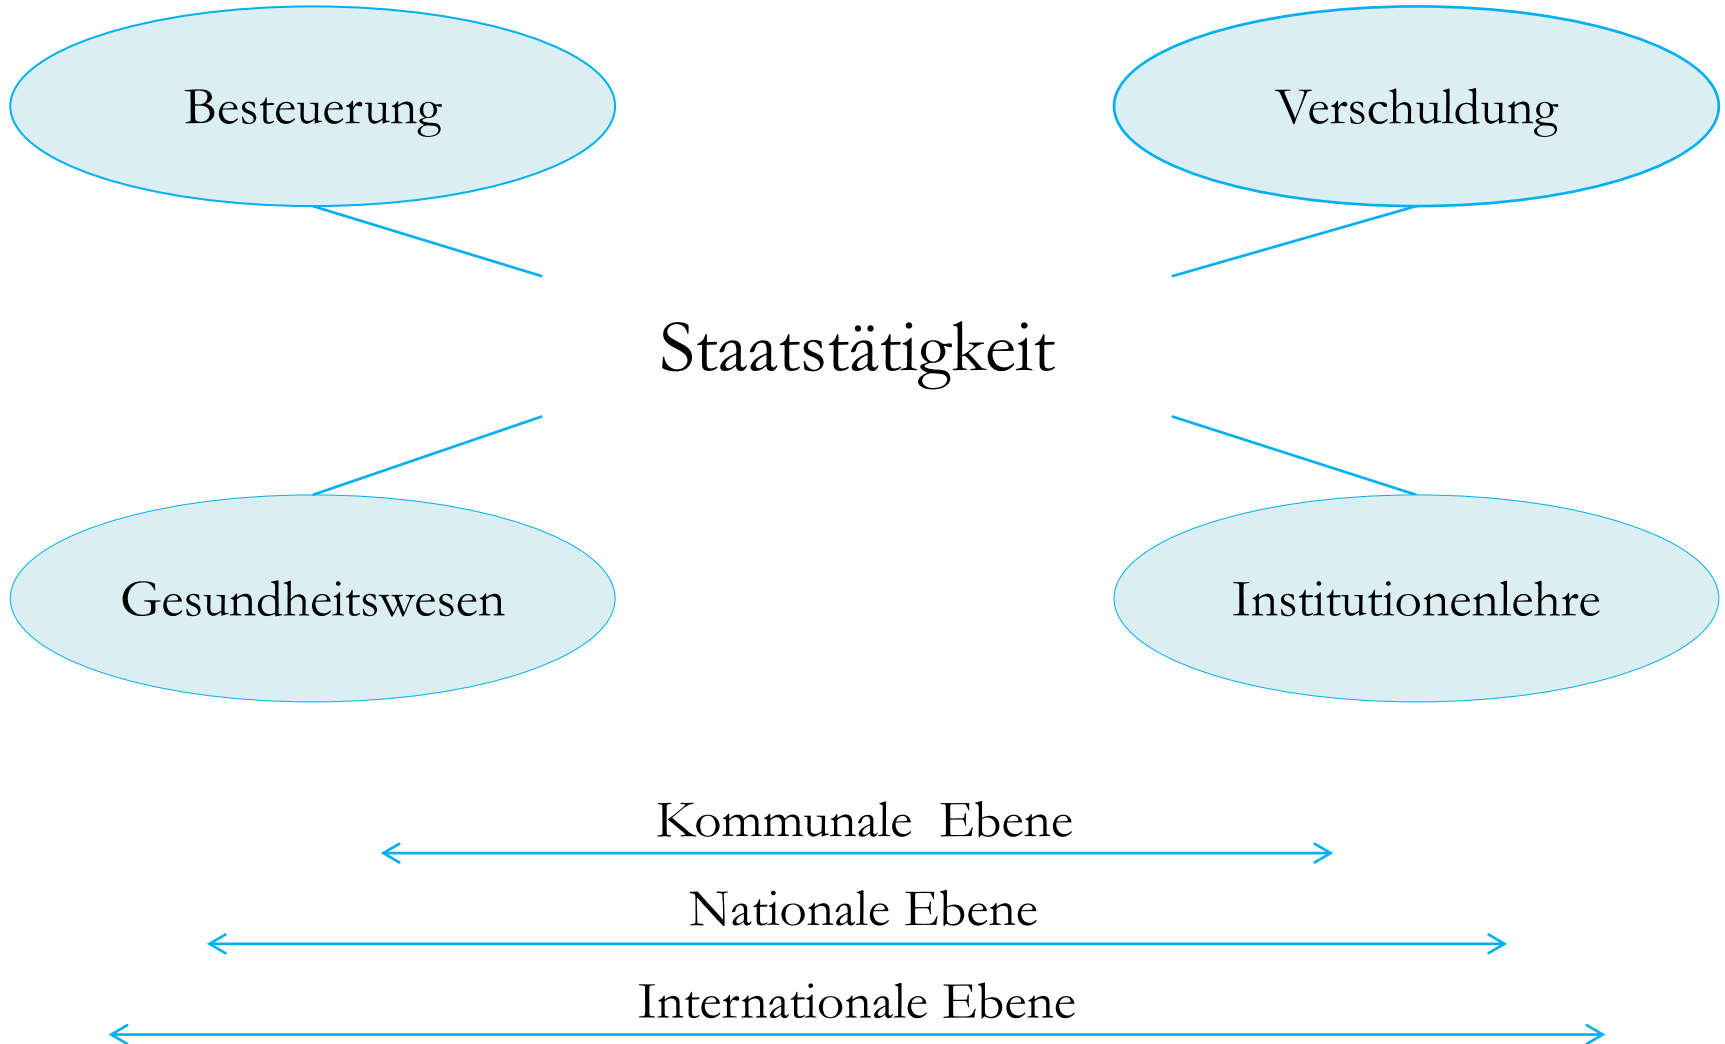 Besteuerung
Verschuldung
Staatstätigkeit
Gesundheitswesen
Institutionenlehre
Kommunale Ebene
Nationale Ebene
Internationale Ebene